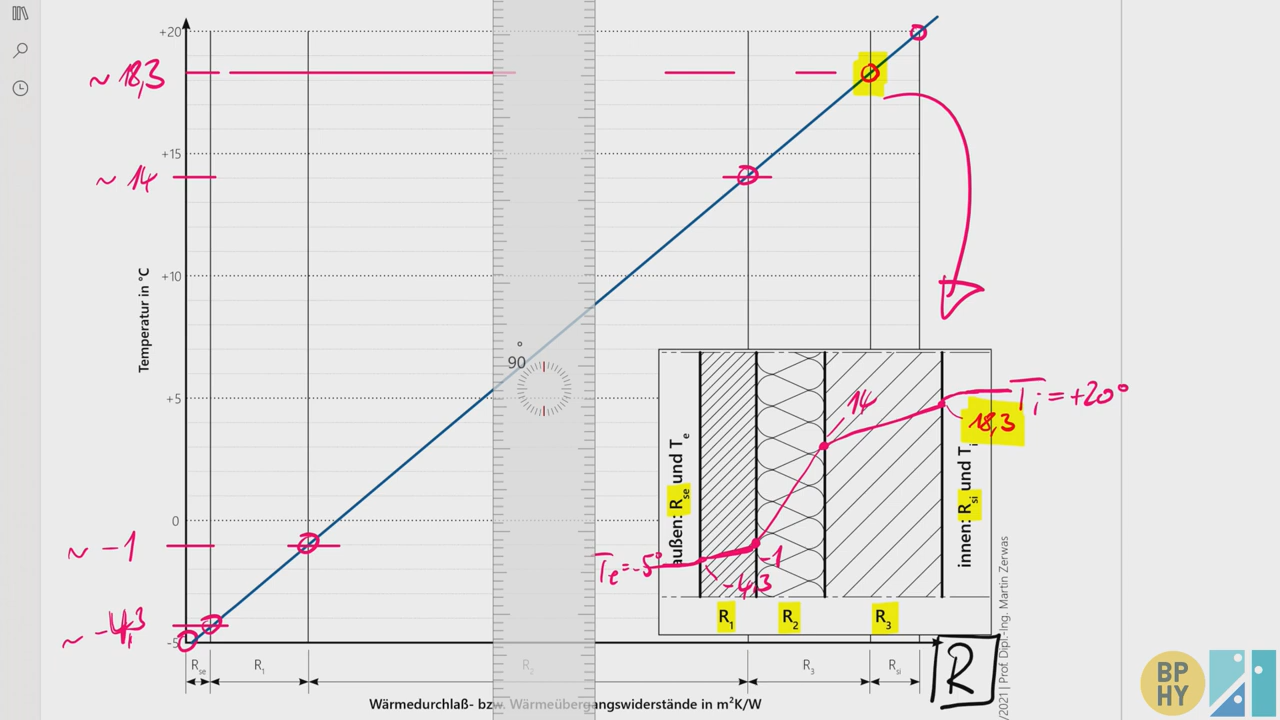 +20
~ 18,3
+15
~ 14
+10
Temperatur in °C
+5
0
~ -1
~ -4,3
-5
90°
14
Ti = +20°
18,3
außen: Rse und Te
innen: Rsi und Ti
Te = -5°
-1
-4,3
R1
R2
R3
Rse
R1
R2
R3
Rsi
R
Wärmedurchlaß- bzw. Wärmeübergangswiderstände in m²K/W
/2021 | Prof. Dipl.-Ing. Martin Zerwas
BP
HY